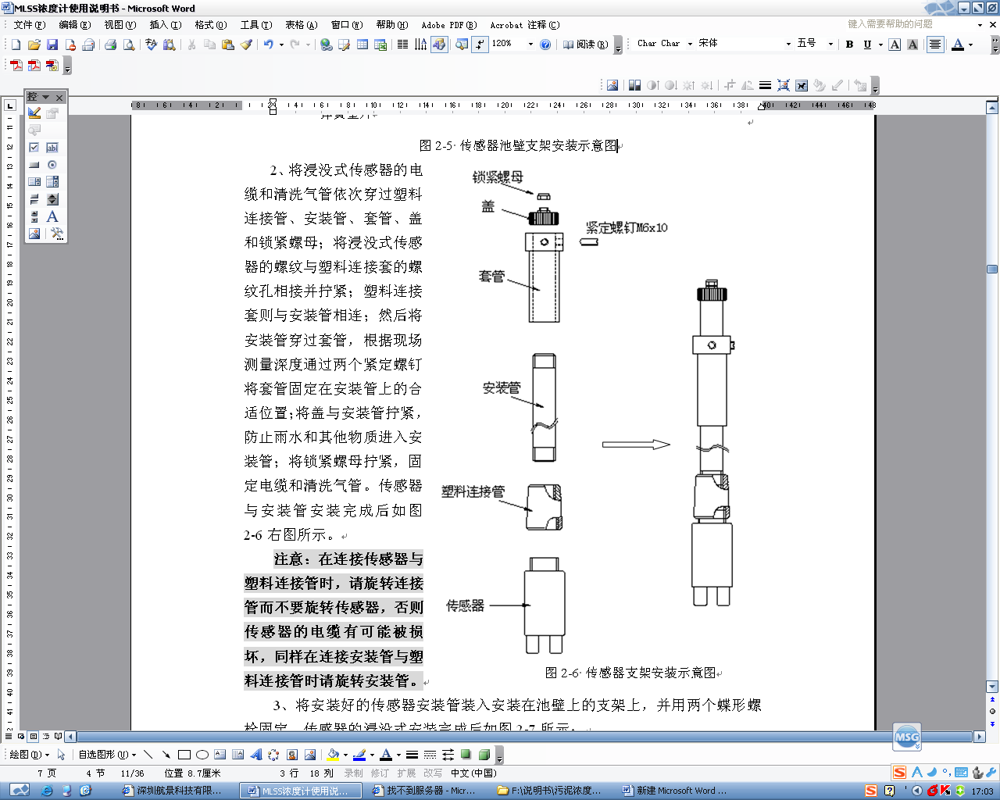 MLSS浓度计使用说明书 - Microsoft Word
文件(F) 编辑(E) 视图(V) 插入(I) 格式(O) 工具(T) 表格(A) 窗口(W) 帮助(H) Adobe PDF(B) Acrobat 注释(C) 键入需要帮助的问题
120% 阅读(R) Char Char 宋体 五号 B U A A A
控
图 2-5· 传感器池壁支架安装示意图
2、将浸没式传感器的电
缆和清洗气管依次穿过塑料
连接管、安装管、套管、盖
和锁紧螺母；将浸没式传感
器的螺纹与塑料连接套的螺
纹孔相接并拧紧；塑料连接
套则与安装管相连；然后将
安装管穿过套管，根据现场
测量深度通过两个紧定螺钉
将套管固定在安装管上的合
适位置；将盖与安装管拧紧，
防止雨水和其他物质进入安
装管；将锁紧螺母拧紧，固
定电缆和清洗气管。传感器
与安装管安装完成后如图
2-6 右图所示。
注意：在连接传感器与
塑料连接管时，请旋转连接
管而不要旋转传感器，否则
传感器的电缆有可能被损
坏，同样在连接安装管与塑
料连接管时请旋转安装管。
锁紧螺母
盖
紧定螺钉M6x10
套管
安装管
塑料连接管
传感器
图 2-6· 传感器支架安装示意图
3、将安装好的传感器安装管装入安装在池壁上的支架上，并用两个蝶形螺
栓固定。传感器的浸没式安装完成后如图 2-7 所示：
MSG
绘图(D) 自选图形(U)
7 页 4 节 11/36 位置 8.7厘米 3 行 18 列 录制 修订 扩展 改写 中文(中国)
深圳航景科技有限... MLSS浓度计使用说... 找不到服务器 - Micr... F:\说明书\污泥浓度... 新建 Microsoft Word ... 17:03